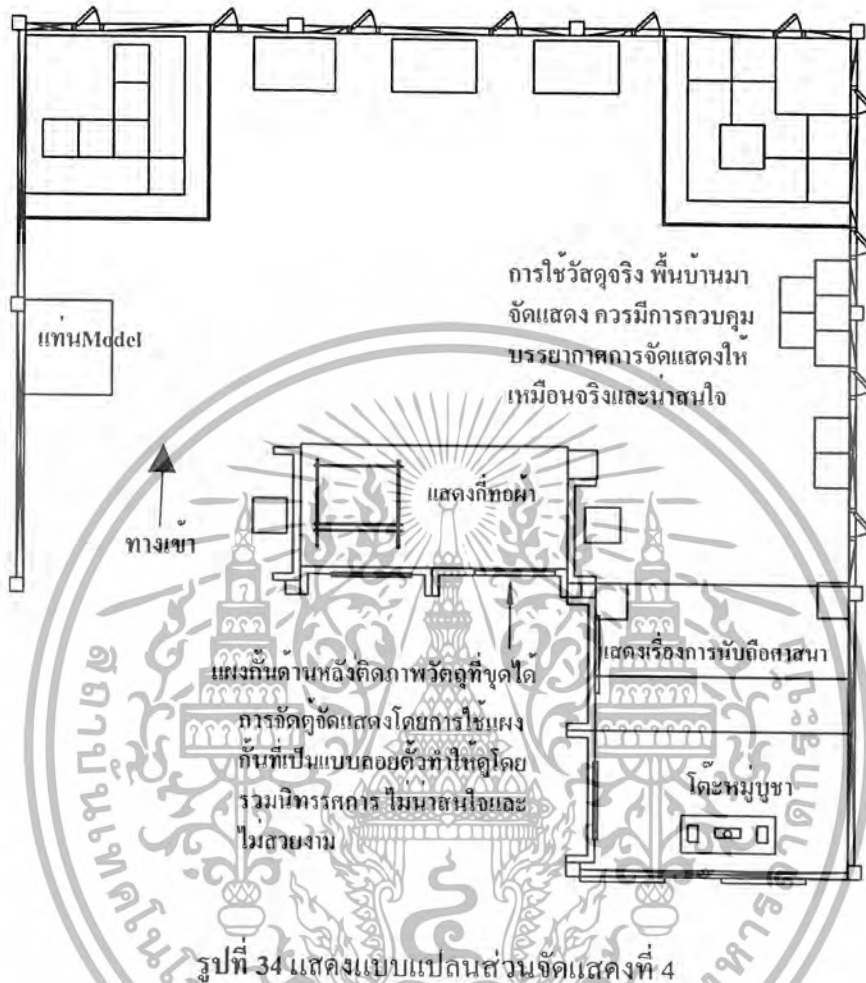 การใช้วัสดุจริง พื้นบ้านมา
จัดแสดง ควรมีการควบคุม
บรรยากาศการจัดแสดงให้
เหมือนจริงและน่าสนใจ
แท่นModel
แสดงกี่ทอผ้า
ทางเข้า
แสดงเรื่องการนับถือศาสนา
แผงกั้นด้านหลังติดภาพวัตถุที่ขุดได้
การจัดตู้จัดแสดงโดยการใช้แผง
กั้นที่เป็นแบบลอยตัวทำให้ดูโดย
รวมนิทรรศการ ไม่น่าสนใจและ
ไม่สวยงาม
โต๊ะหมู่บูชา
รูปที่ 34 แสดงแบบแปลนส่วนจัดแสดงที่ 4